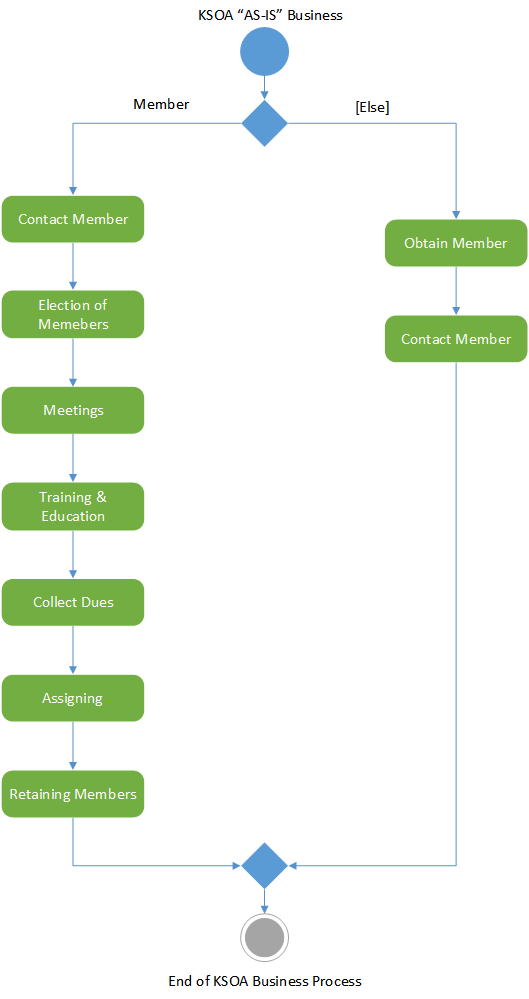 KSOA “AS-IS” Business
Member
[Else]
Contact Member
Election of
Memebers
Meetings
Training &
Education
Collect Dues
Assigning
Retaining Members
Obtain Member
Contact Member
End of KSOA Business Process